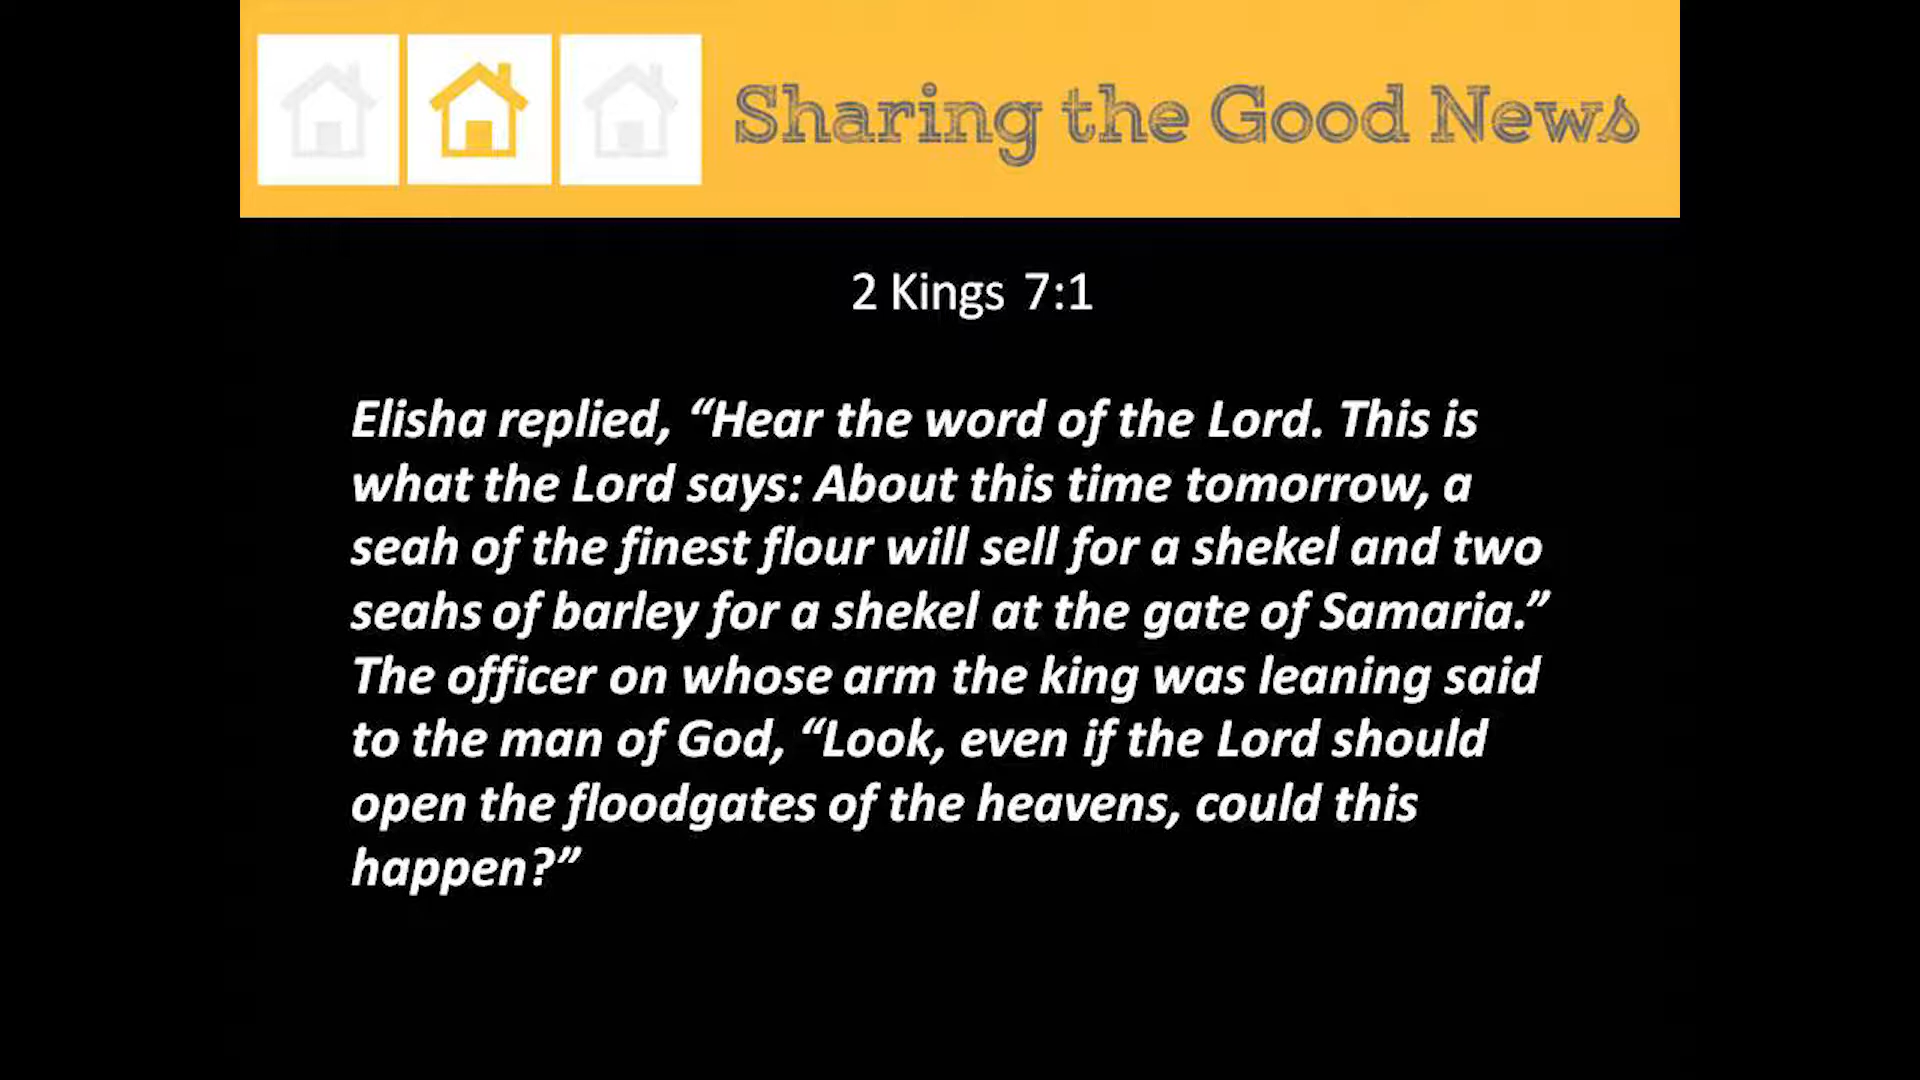 Sharing the Good News
2 Kings 7:1
Elisha replied, “Hear the word of the Lord. This is
what the Lord says: About this time tomorrow, a
seah of the finest flour will sell for a shekel and two
seahs of barley for a shekel at the gate of Samaria.”
The officer on whose arm the king was leaning said
to the man of God, “Look, even if the Lord should
open the floodgates of the heavens, could this
happen?”